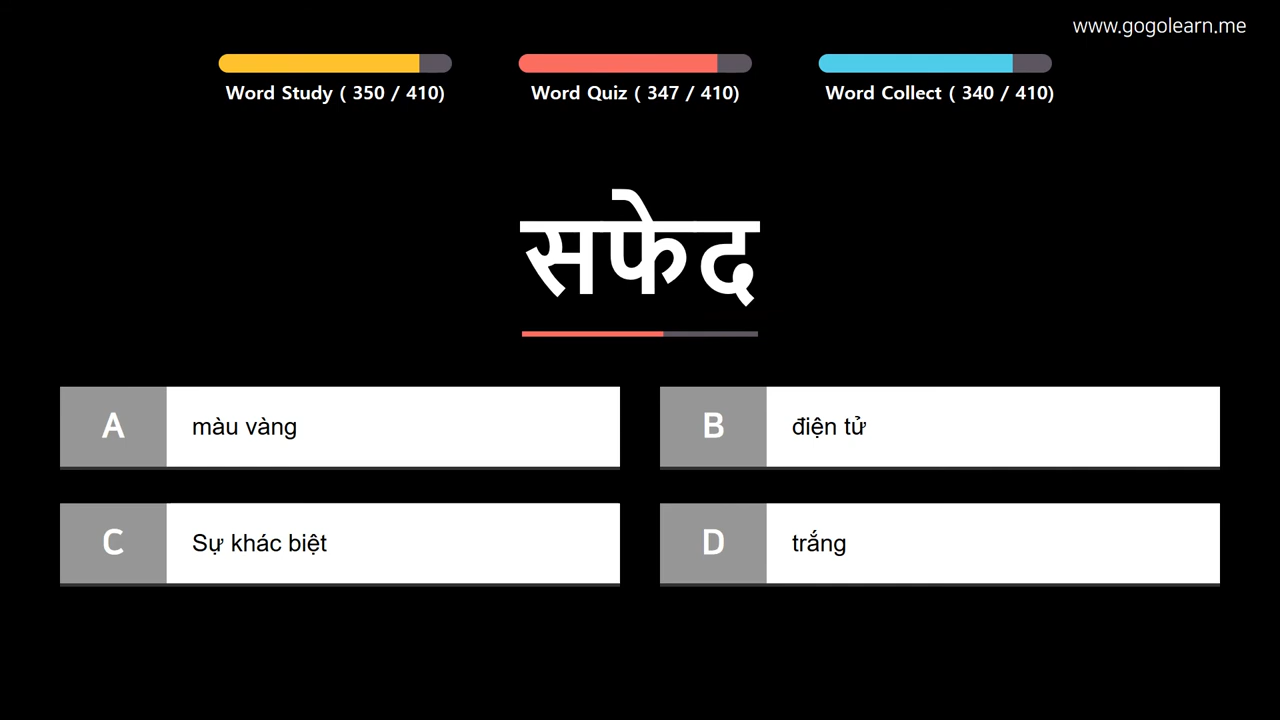 www.gogolearn.me
Word Study ( 350 / 410)
Word Quiz ( 347 / 410)
Word Collect ( 340 / 410)
सफेद
A
màu vàng
B
điện tử
C
Sự khác biệt
D
trắng